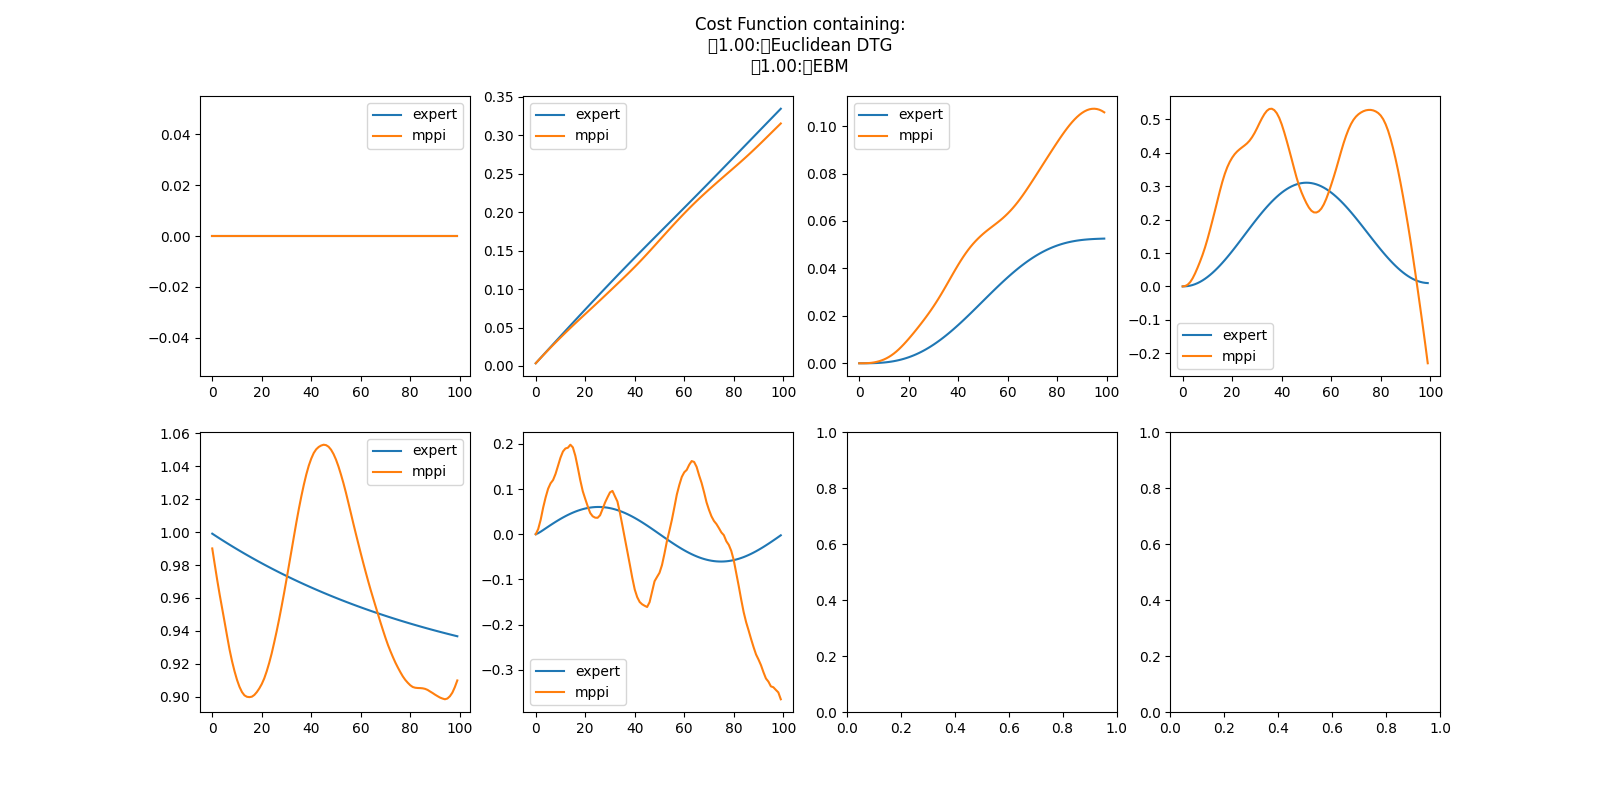 Cost Function containing:
1.00: Euclidean DTG
1.00: EBM
expert
mppi
0.04
0.02
0.00
−0.02
−0.04
0 20 40 60 80 100
expert
mppi
0.35
0.30
0.25
0.20
0.15
0.10
0.05
0.00
0 20 40 60 80 100
expert
mppi
0.10
0.08
0.06
0.04
0.02
0.00
0 20 40 60 80 100
0.5
0.4
0.3
0.2
0.1
0.0
−0.1
−0.2
expert
mppi
0 20 40 60 80 100
expert
mppi
1.06
1.04
1.02
1.00
0.98
0.96
0.94
0.92
0.90
0 20 40 60 80 100
0.2
0.1
0.0
−0.1
−0.2
−0.3
expert
mppi
0 20 40 60 80 100
1.0
0.8
0.6
0.4
0.2
0.0
0.0 0.2 0.4 0.6 0.8 1.0
1.0
0.8
0.6
0.4
0.2
0.0
0.0 0.2 0.4 0.6 0.8 1.0